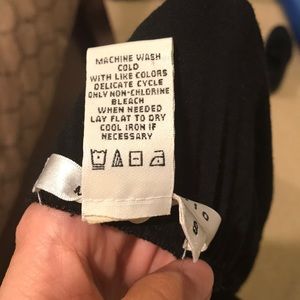 MACHINE WASH
COLD
WITH LIKE COLORS
DELICATE CYCLE
ONLY NON-CHLORINE
BLEACH
WHEN NEEDED
LAY FLAT TO DRY
COOL IRON IF
NECESSARY